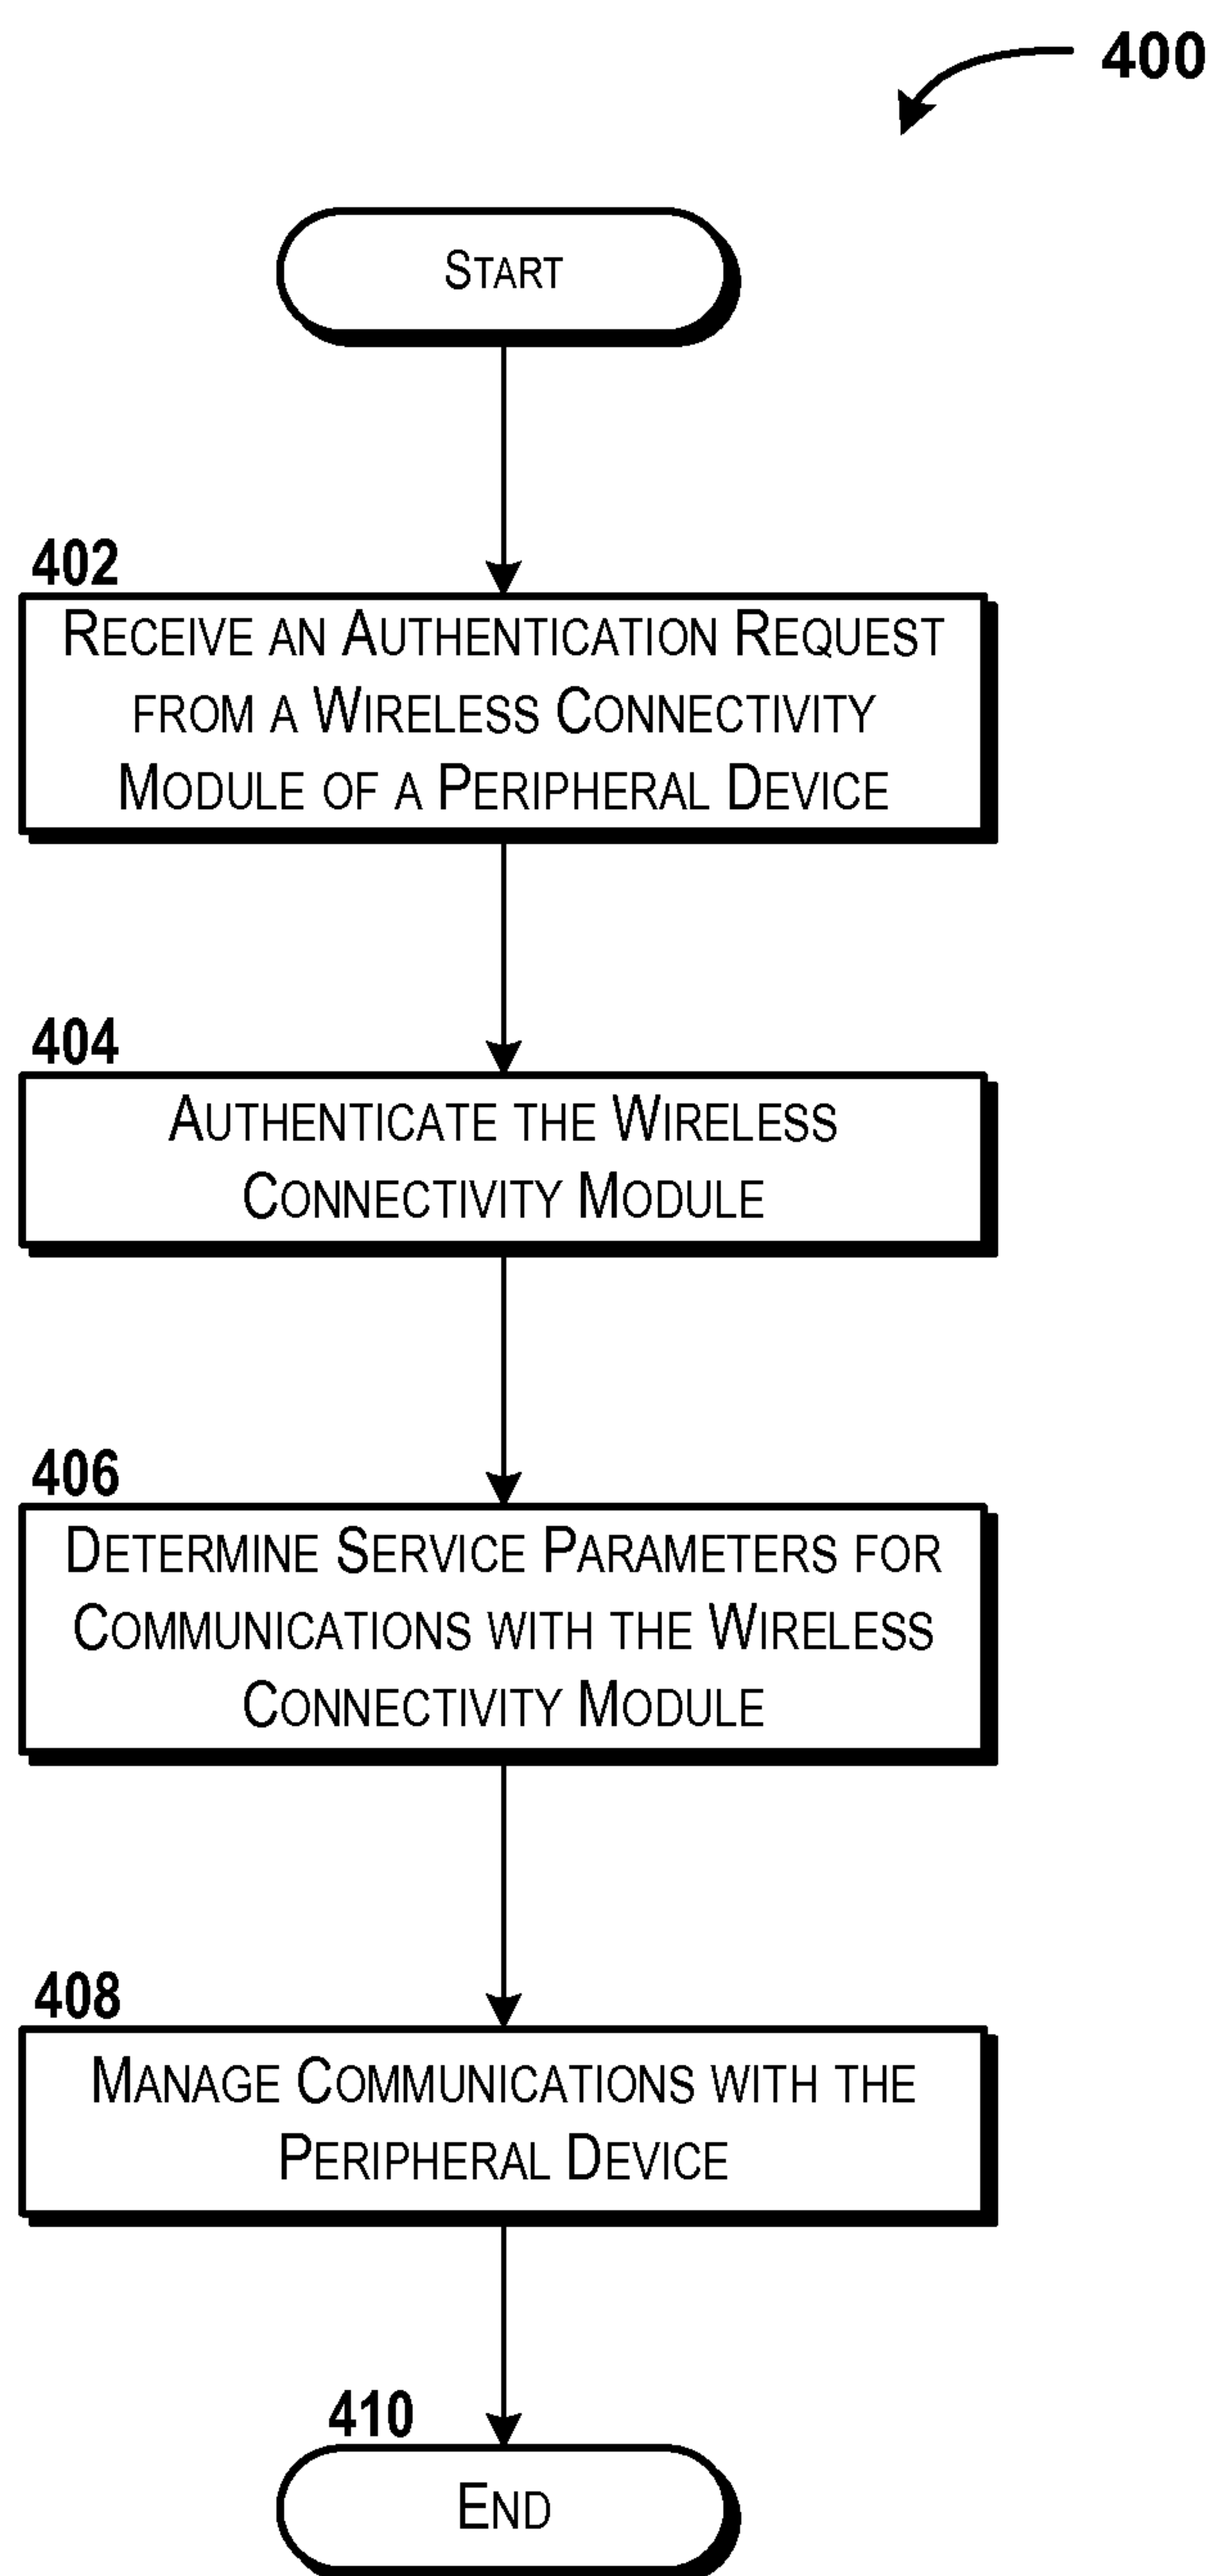 400
START
402
RECEIVE AN AUTHENTICATION REQUEST
FROM A WIRELESS CONNECTIVITY
MODULE OF A PERIPHERAL DEVICE
404
AUTHENTICATE THE WIRELESS
CONNECTIVITY MODULE
406
DETERMINE SERVICE PARAMETERS FOR
COMMUNICATIONS WITH THE WIRELESS
CONNECTIVITY MODULE
408
MANAGE COMMUNICATIONS WITH THE
PERIPHERAL DEVICE
410
END